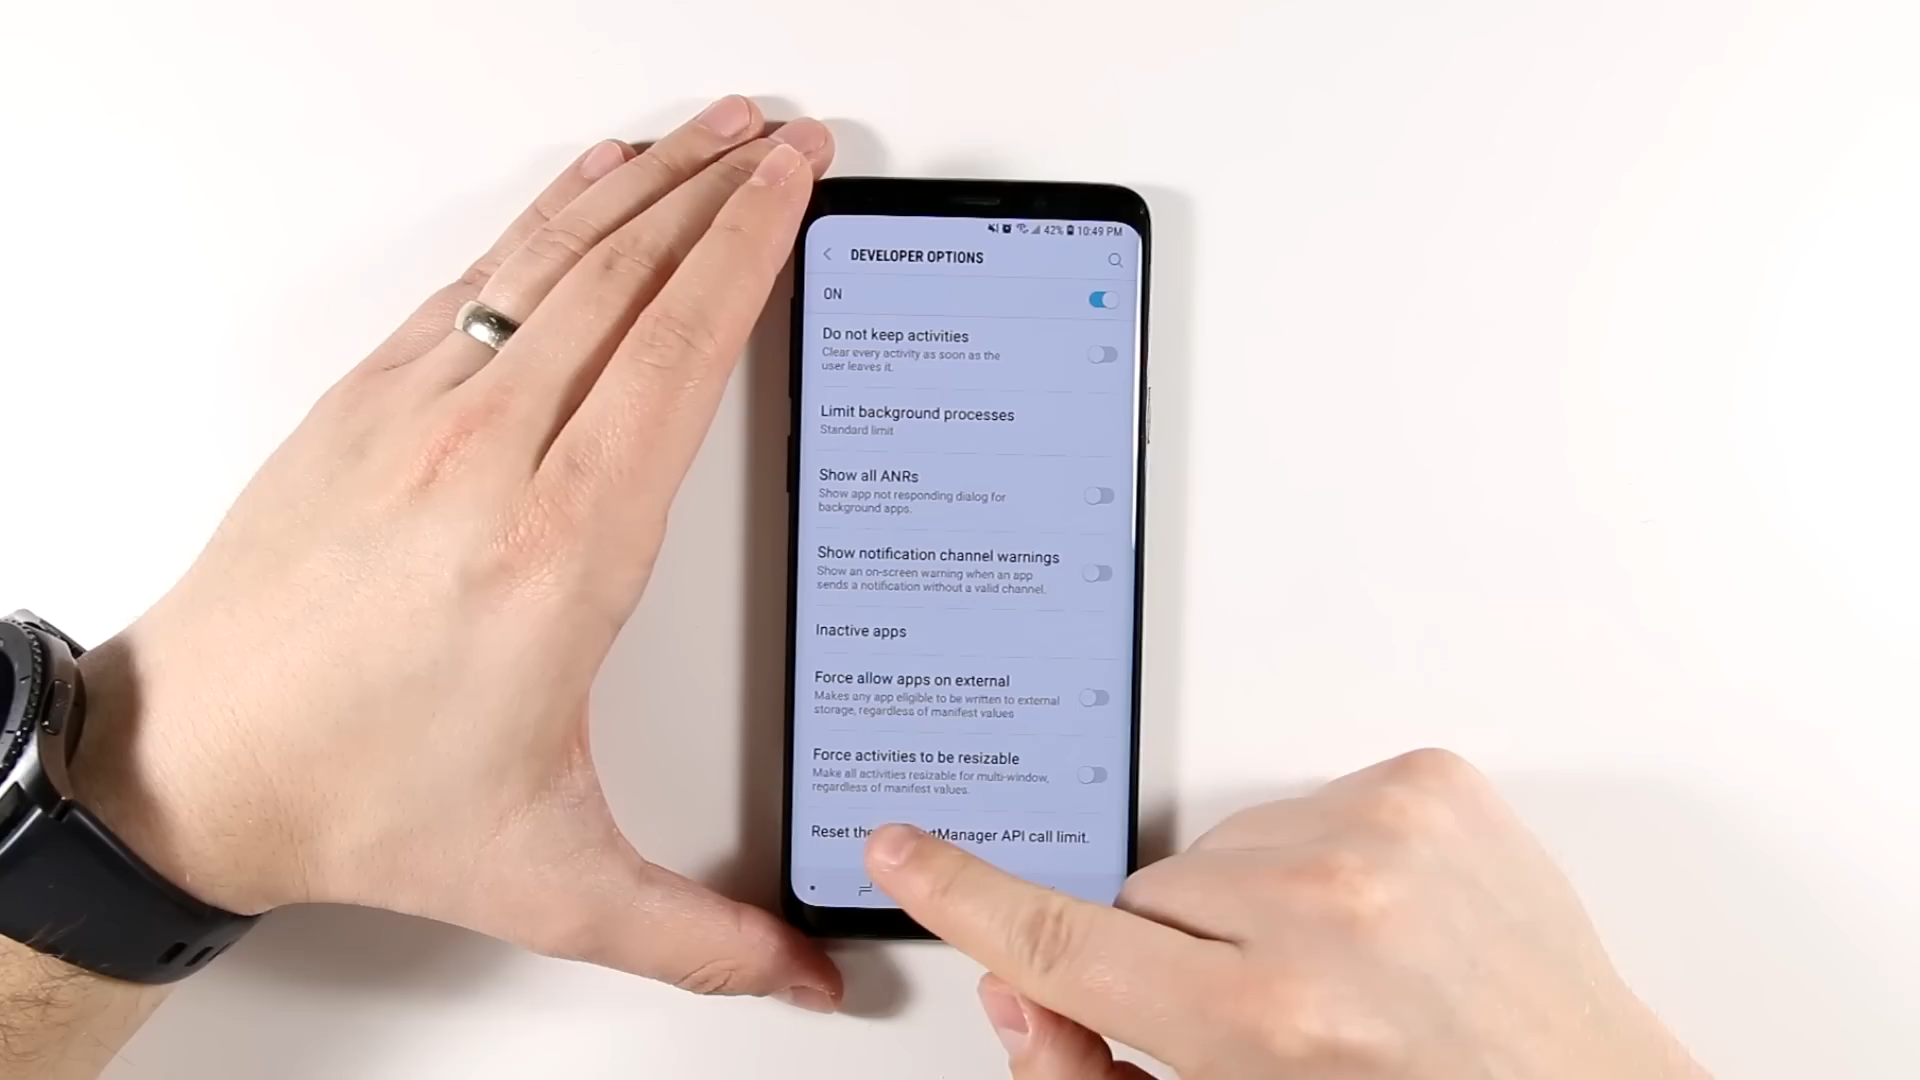 42% 10:49 PM
DEVELOPER OPTIONS
ON
Do not keep activities
Clear every activity as soon as the
user leaves it.
Limit background processes
Standard limit
Show all ANRs
Show app not responding dialog for
background apps.
Show notification channel warnings
Show an on-screen warning when an app
sends a notification without a valid channel.
Inactive apps
Force allow apps on external
Makes any app eligible to be written to external
storage, regardless of manifest values
Force activities to be resizable
Make all activities resizable for multi-window,
regardless of manifest values.
Reset API call limit.